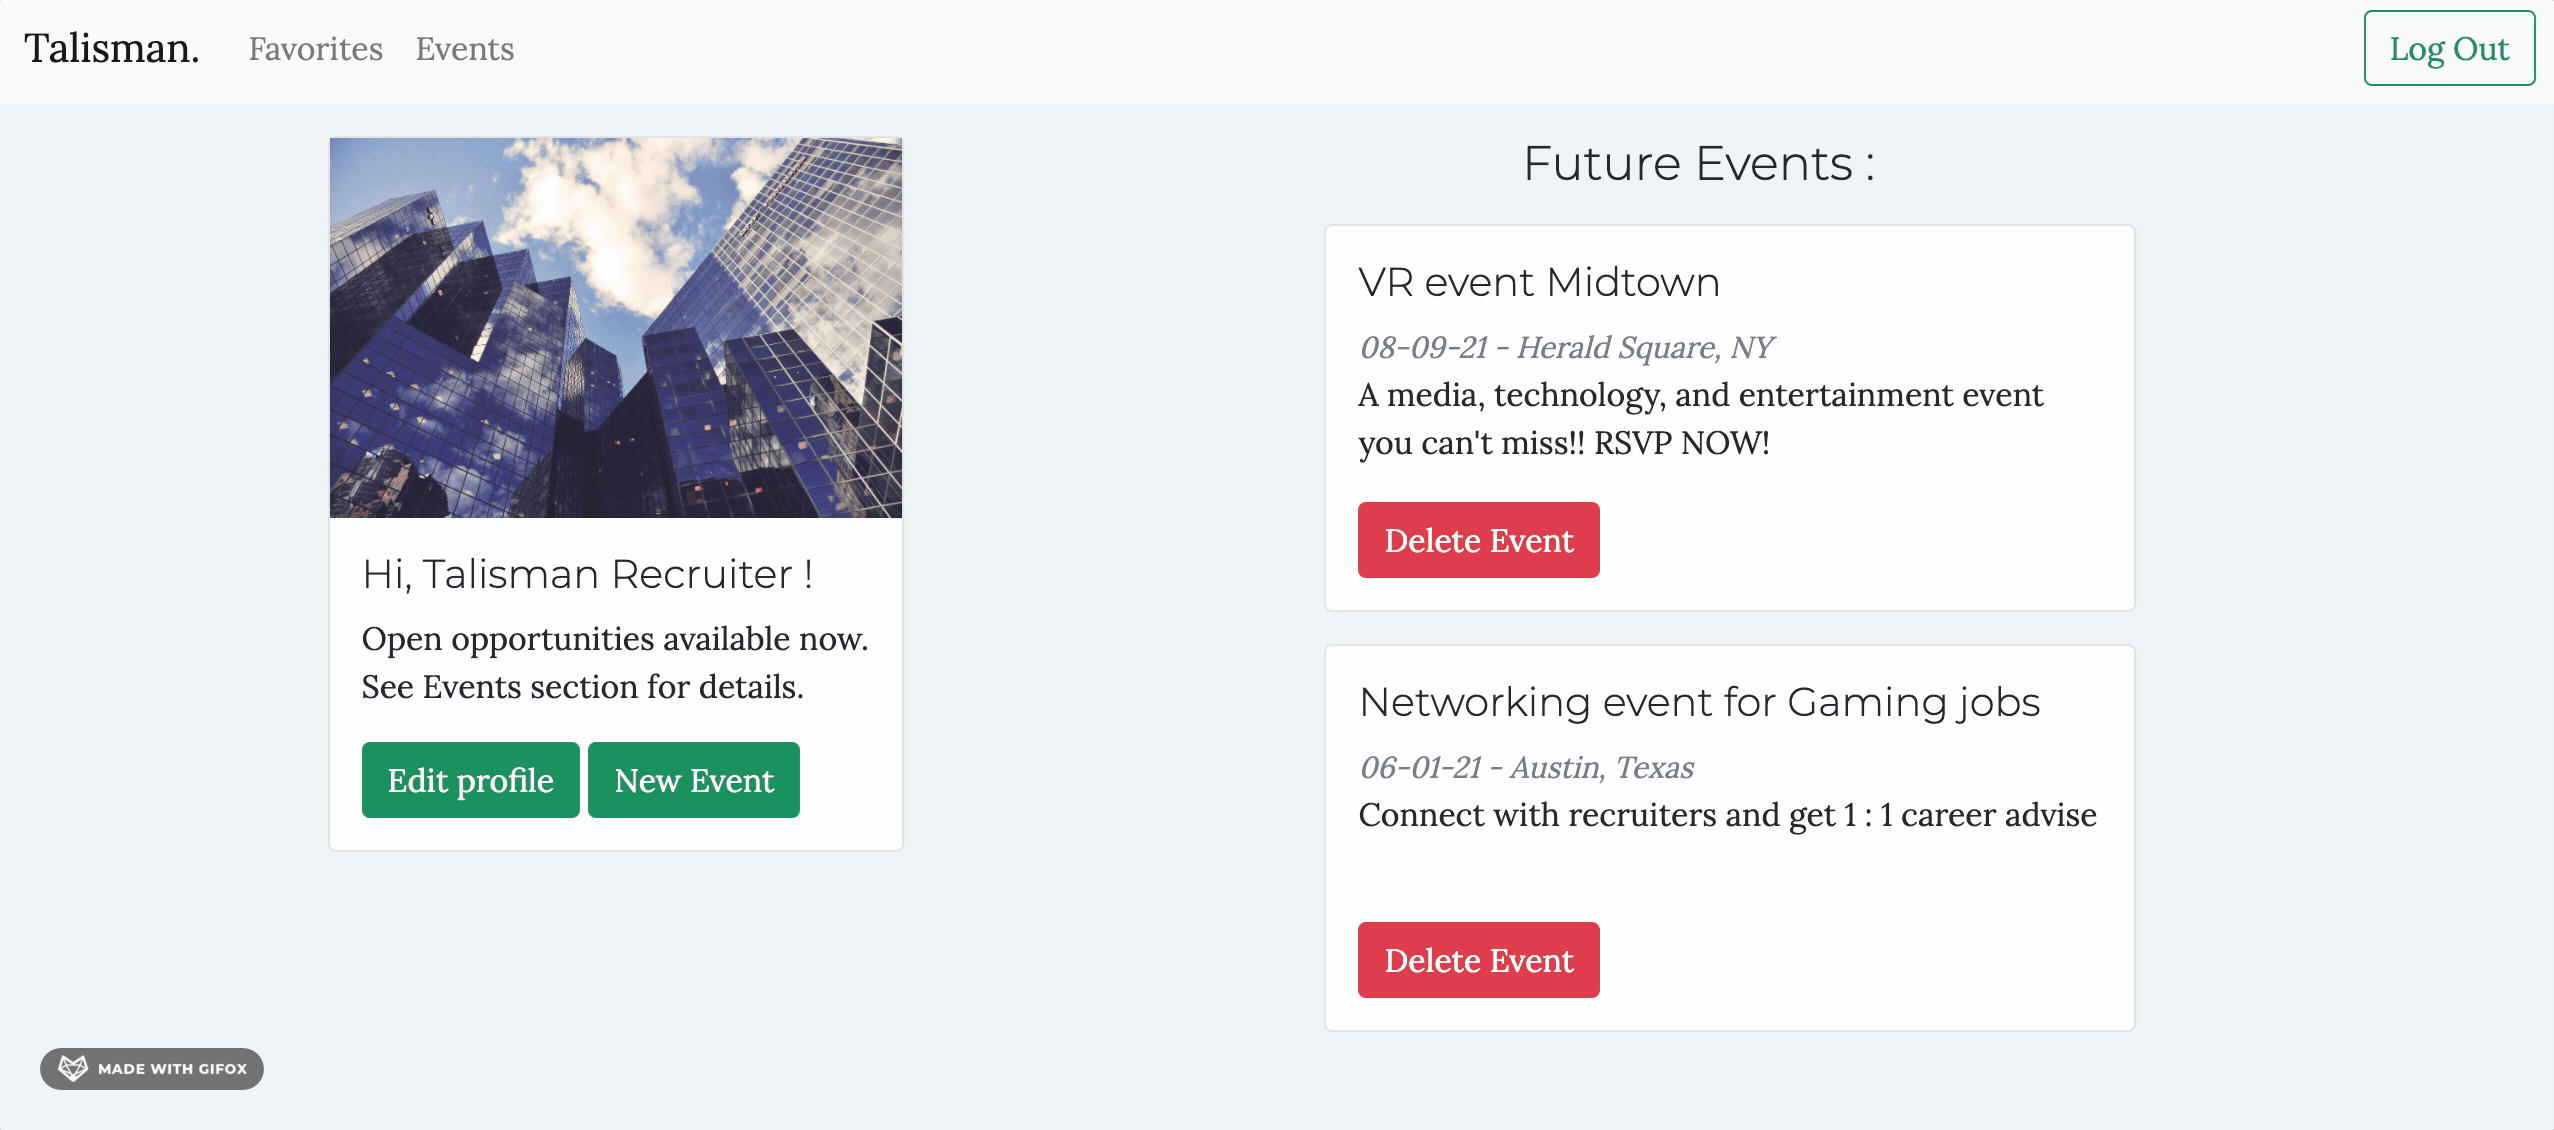 Talisman. Favorites Events Log Out
Hi, Talisman Recruiter !
Open opportunities available now.
See Events section for details.
Edit profile New Event
Future Events :
VR event Midtown
08-09-21 - Herald Square, NY
A media, technology, and entertainment event
you can't miss!! RSVP NOW!
Delete Event
Networking event for Gaming jobs
06-01-21 - Austin, Texas
Connect with recruiters and get 1 : 1 career advise
Delete Event
MADE WITH GIFOX